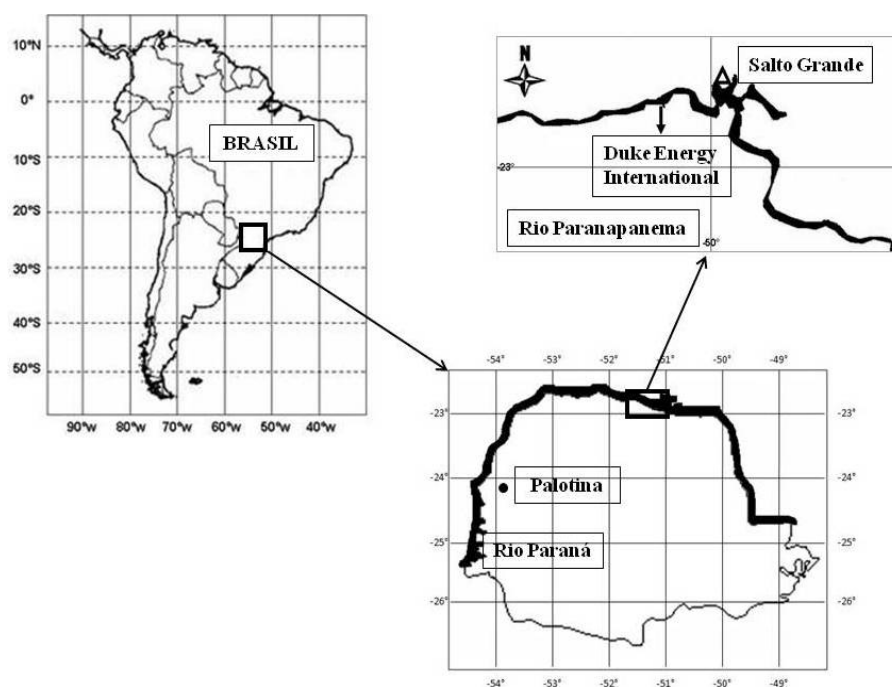 10°N
0°
10°S
20°S
30°S
40°S
50°S
90°W 80°W 70°W 60°W 50°W 40°W
BRASIL
N
Salto Grande
Duke Energy
International
-23°
Rio Paranapanema
-50°
-54° -53° -52° -51° -50° -49°
-23° -23°
-24° -24°
Palotina
-25° -25°
Rio Paraná
-26° -26°
-54° -53° -52° -51° -50° -49°